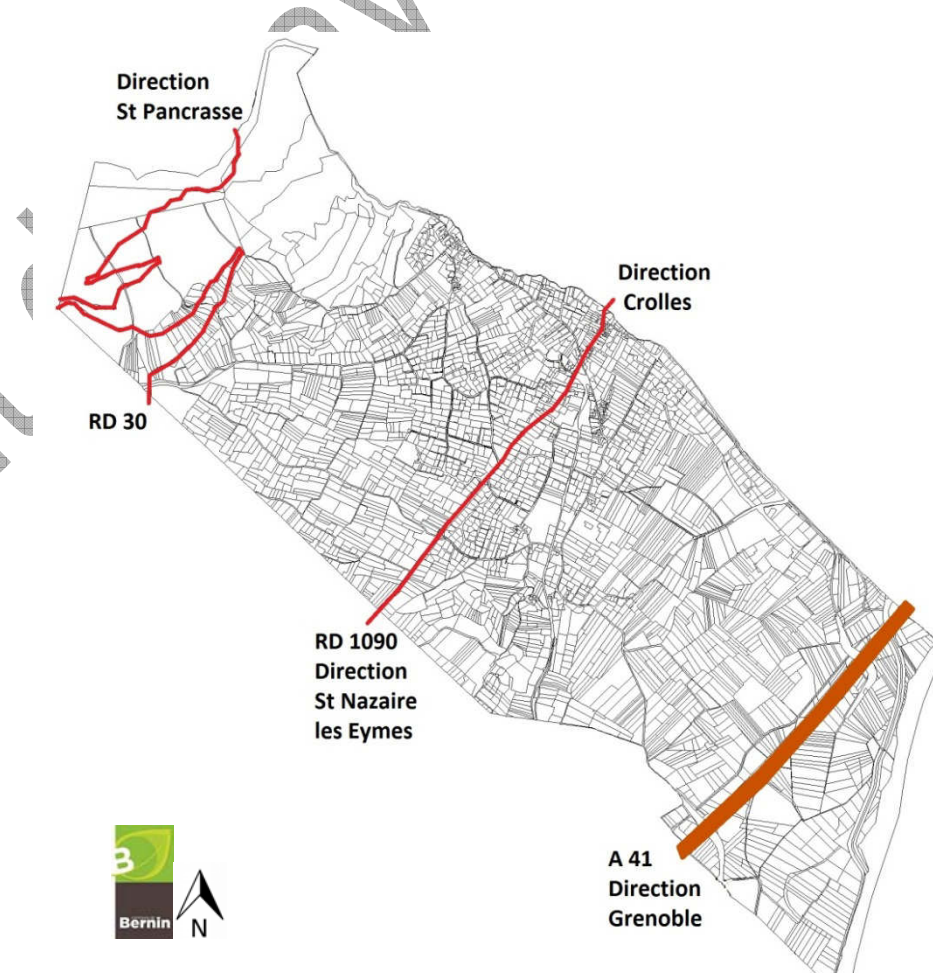 Direction
St Pancrasse
Direction
Crolles
RD 30
RD 1090
Direction
St Nazaire
les Eymes
A 41
Direction
Grenoble
B
Bernin
N